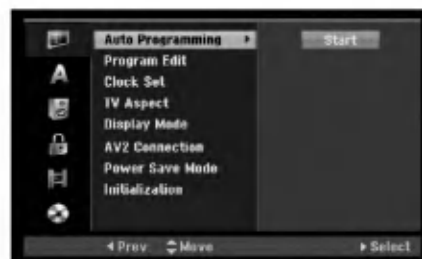 Auto Programming Start
Program Edit
Clock Set
TV Aspect
Display Mode
AV2 Connection
Power Save Mode
Initialization
Prev Move Select